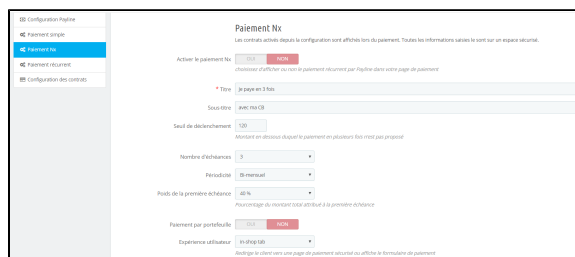 Configuration Payline
Paiement simple
Paiement Nx
Paiement récurrent
Configuration des contrats
Paiement Nx
Les contrats activés depuis la configuration sont affichés lors du paiement. Toutes les informations saisies le sont sur un espace sécurisé.
Activer le paiement Nx OUI NON
choisissez d'afficher ou non le paiement récurrent par Payline dans votre page de paiement
* Titre Je paye en 3 fois
Sous-titre avec ma CB
Seuil de déclenchement 120
Montant en dessous duquel le paiement en plusieurs fois n'est pas proposé
Nombre d'échéances 3
Périodicité Bi-mensuel
Poids de la première échéance 40 %
Pourcentage du montant total attribué à la première échéance
Paiement par portefeuille OUI NON
Expérience utilisateur in-shop tab
Redirige le client vers une page de paiement sécurisé ou affiche le formulaire de paiement